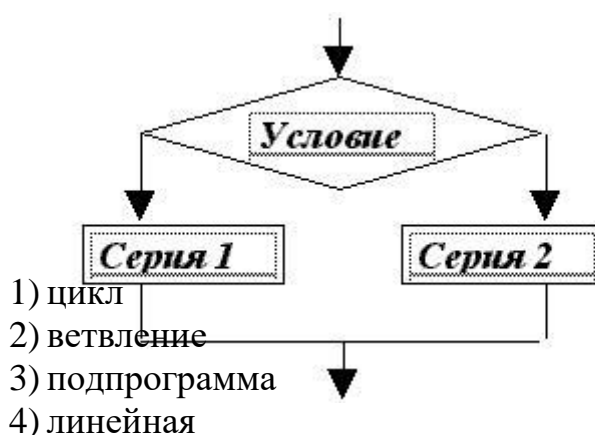 Условие
Серия 1 Серия 2
1) цикл
2) ветвление
3) подпрограмма
4) линейная